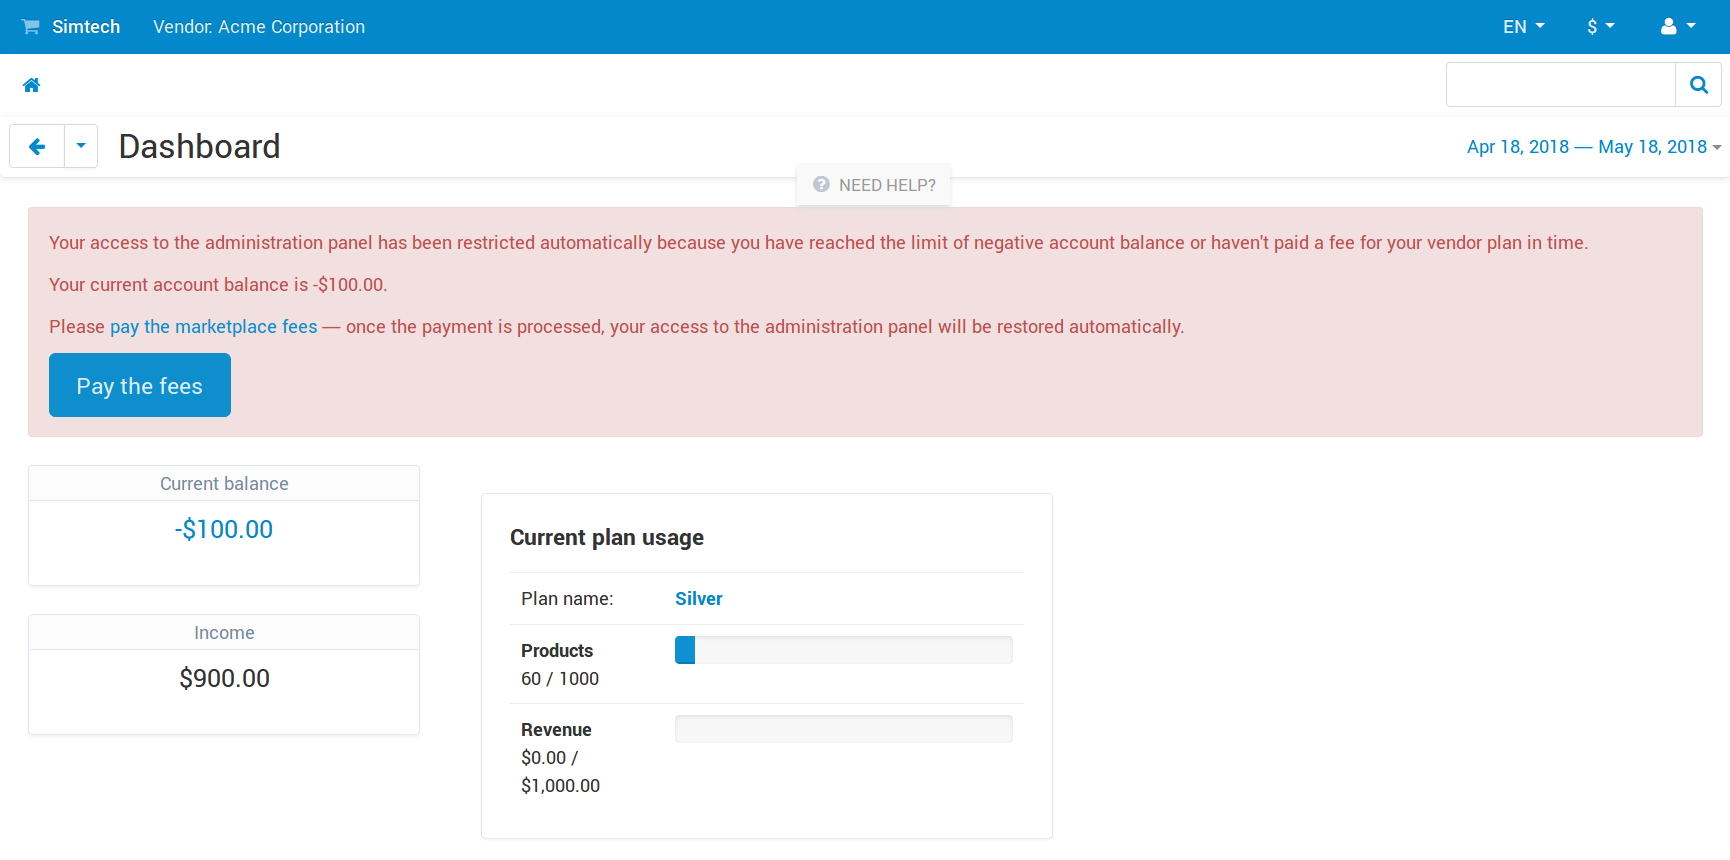 Simtech Vendor: Acme Corporation EN $
Dashboard
Apr 18, 2018 — May 18, 2018
NEED HELP?
Your access to the administration panel has been restricted automatically because you have reached the limit of negative account balance or haven't paid a fee for your vendor plan in time.
Your current account balance is -$100.00.
Please pay the marketplace fees — once the payment is processed, your access to the administration panel will be restored automatically.
Pay the fees
Current balance
-$100.00
Income
$900.00
Current plan usage
Plan name: Silver
Products
60 / 1000
Revenue
$0.00 /
$1,000.00